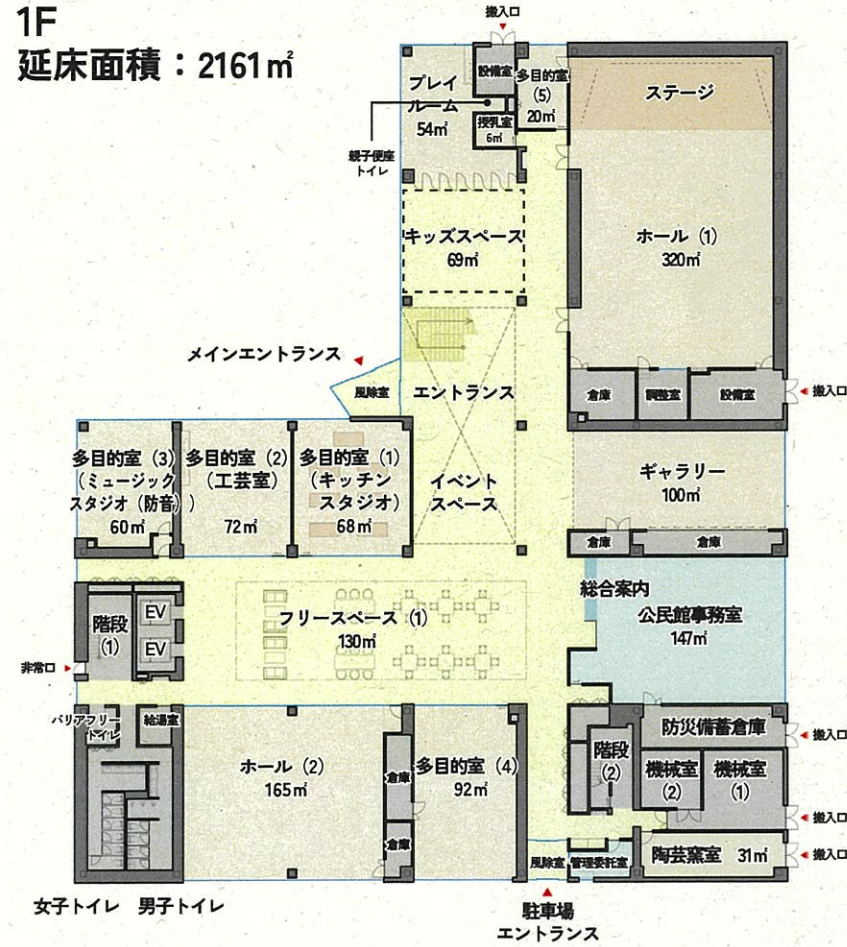 1F
延床面積：2161㎡
搬入口
プレイ
ルーム
54㎡
設備室
多目的室
（5）
20㎡
授乳室
6㎡
親子便座
トイレ
ステージ
キッズスペース
69㎡
ホール（1）
320㎡
メインエントランス
風除室
エントランス
倉庫
調整室
設備室
搬入口
多目的室（3）
（ミュージック
スタジオ（防音））
60㎡
多目的室（2）
（工芸室）
72㎡
多目的室（1）
（キッチン
スタジオ）
68㎡
イベント
スペース
ギャラリー
100㎡
倉庫
倉庫
総合案内
公民館事務室
147㎡
階段
（1）
EV
EV
フリースペース（1）
130㎡
非常口
バリアフリー
トイレ
給湯室
ホール（2）
165㎡
倉庫
倉庫
多目的室（4）
92㎡
階段
（2）
防災備蓄倉庫
搬入口
機械室
（2）
機械室
（1）
搬入口
陶芸窯室 31㎡
搬入口
風除室
管理委託室
女子トイレ
男子トイレ
駐車場
エントランス